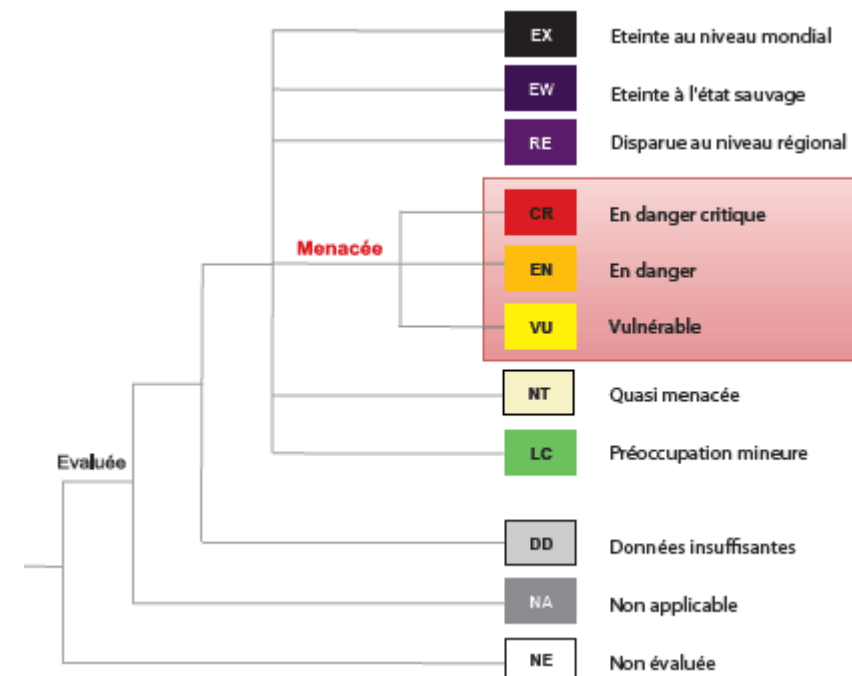 EX Eteinte au niveau mondial
EW Eteinte à l'état sauvage
RE Disparue au niveau régional
CR En danger critique
Menacée
EN En danger
VU Vulnérable
NT Quasi menacée
LC Préoccupation mineure
Evaluée
DD Données insuffisantes
NA Non applicable
NE Non évaluée